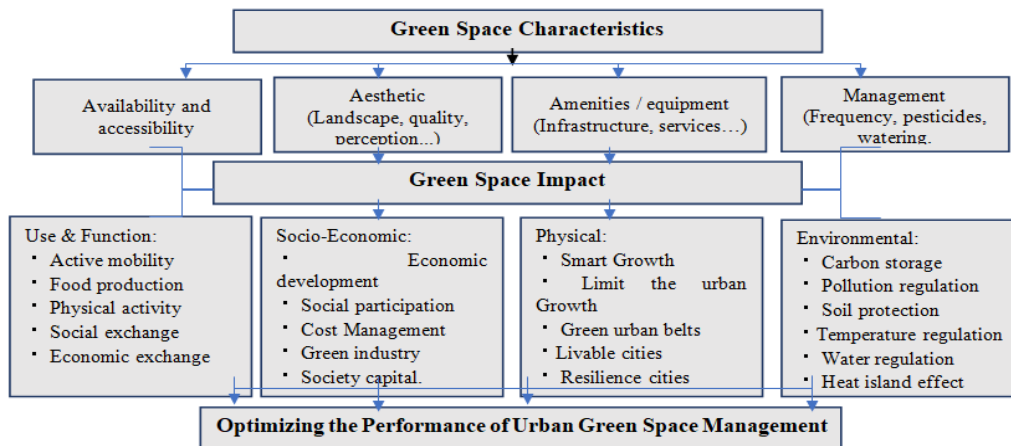 Green Space Characteristics
Availability and
accessibility
Aesthetic
(Landscape, quality,
perception...)
Amenities / equipment
(Infrastructure, services…)
Management
(Frequency, pesticides,
watering.
Green Space Impact
Use & Function:
▪ Active mobility
▪ Food production
▪ Physical activity
▪ Social exchange
▪ Economic exchange
Socio-Economic:
▪ Economic
development
▪ Social participation
▪ Cost Management
▪ Green industry
▪ Society capital.
Physical:
▪ Smart Growth
▪ Limit the urban
Growth
▪ Green urban belts
▪ Livable cities
▪ Resilience cities
Environmental:
▪ Carbon storage
▪ Pollution regulation
▪ Soil protection
▪ Temperature regulation
▪ Water regulation
▪ Heat island effect
Optimizing the Performance of Urban Green Space Management